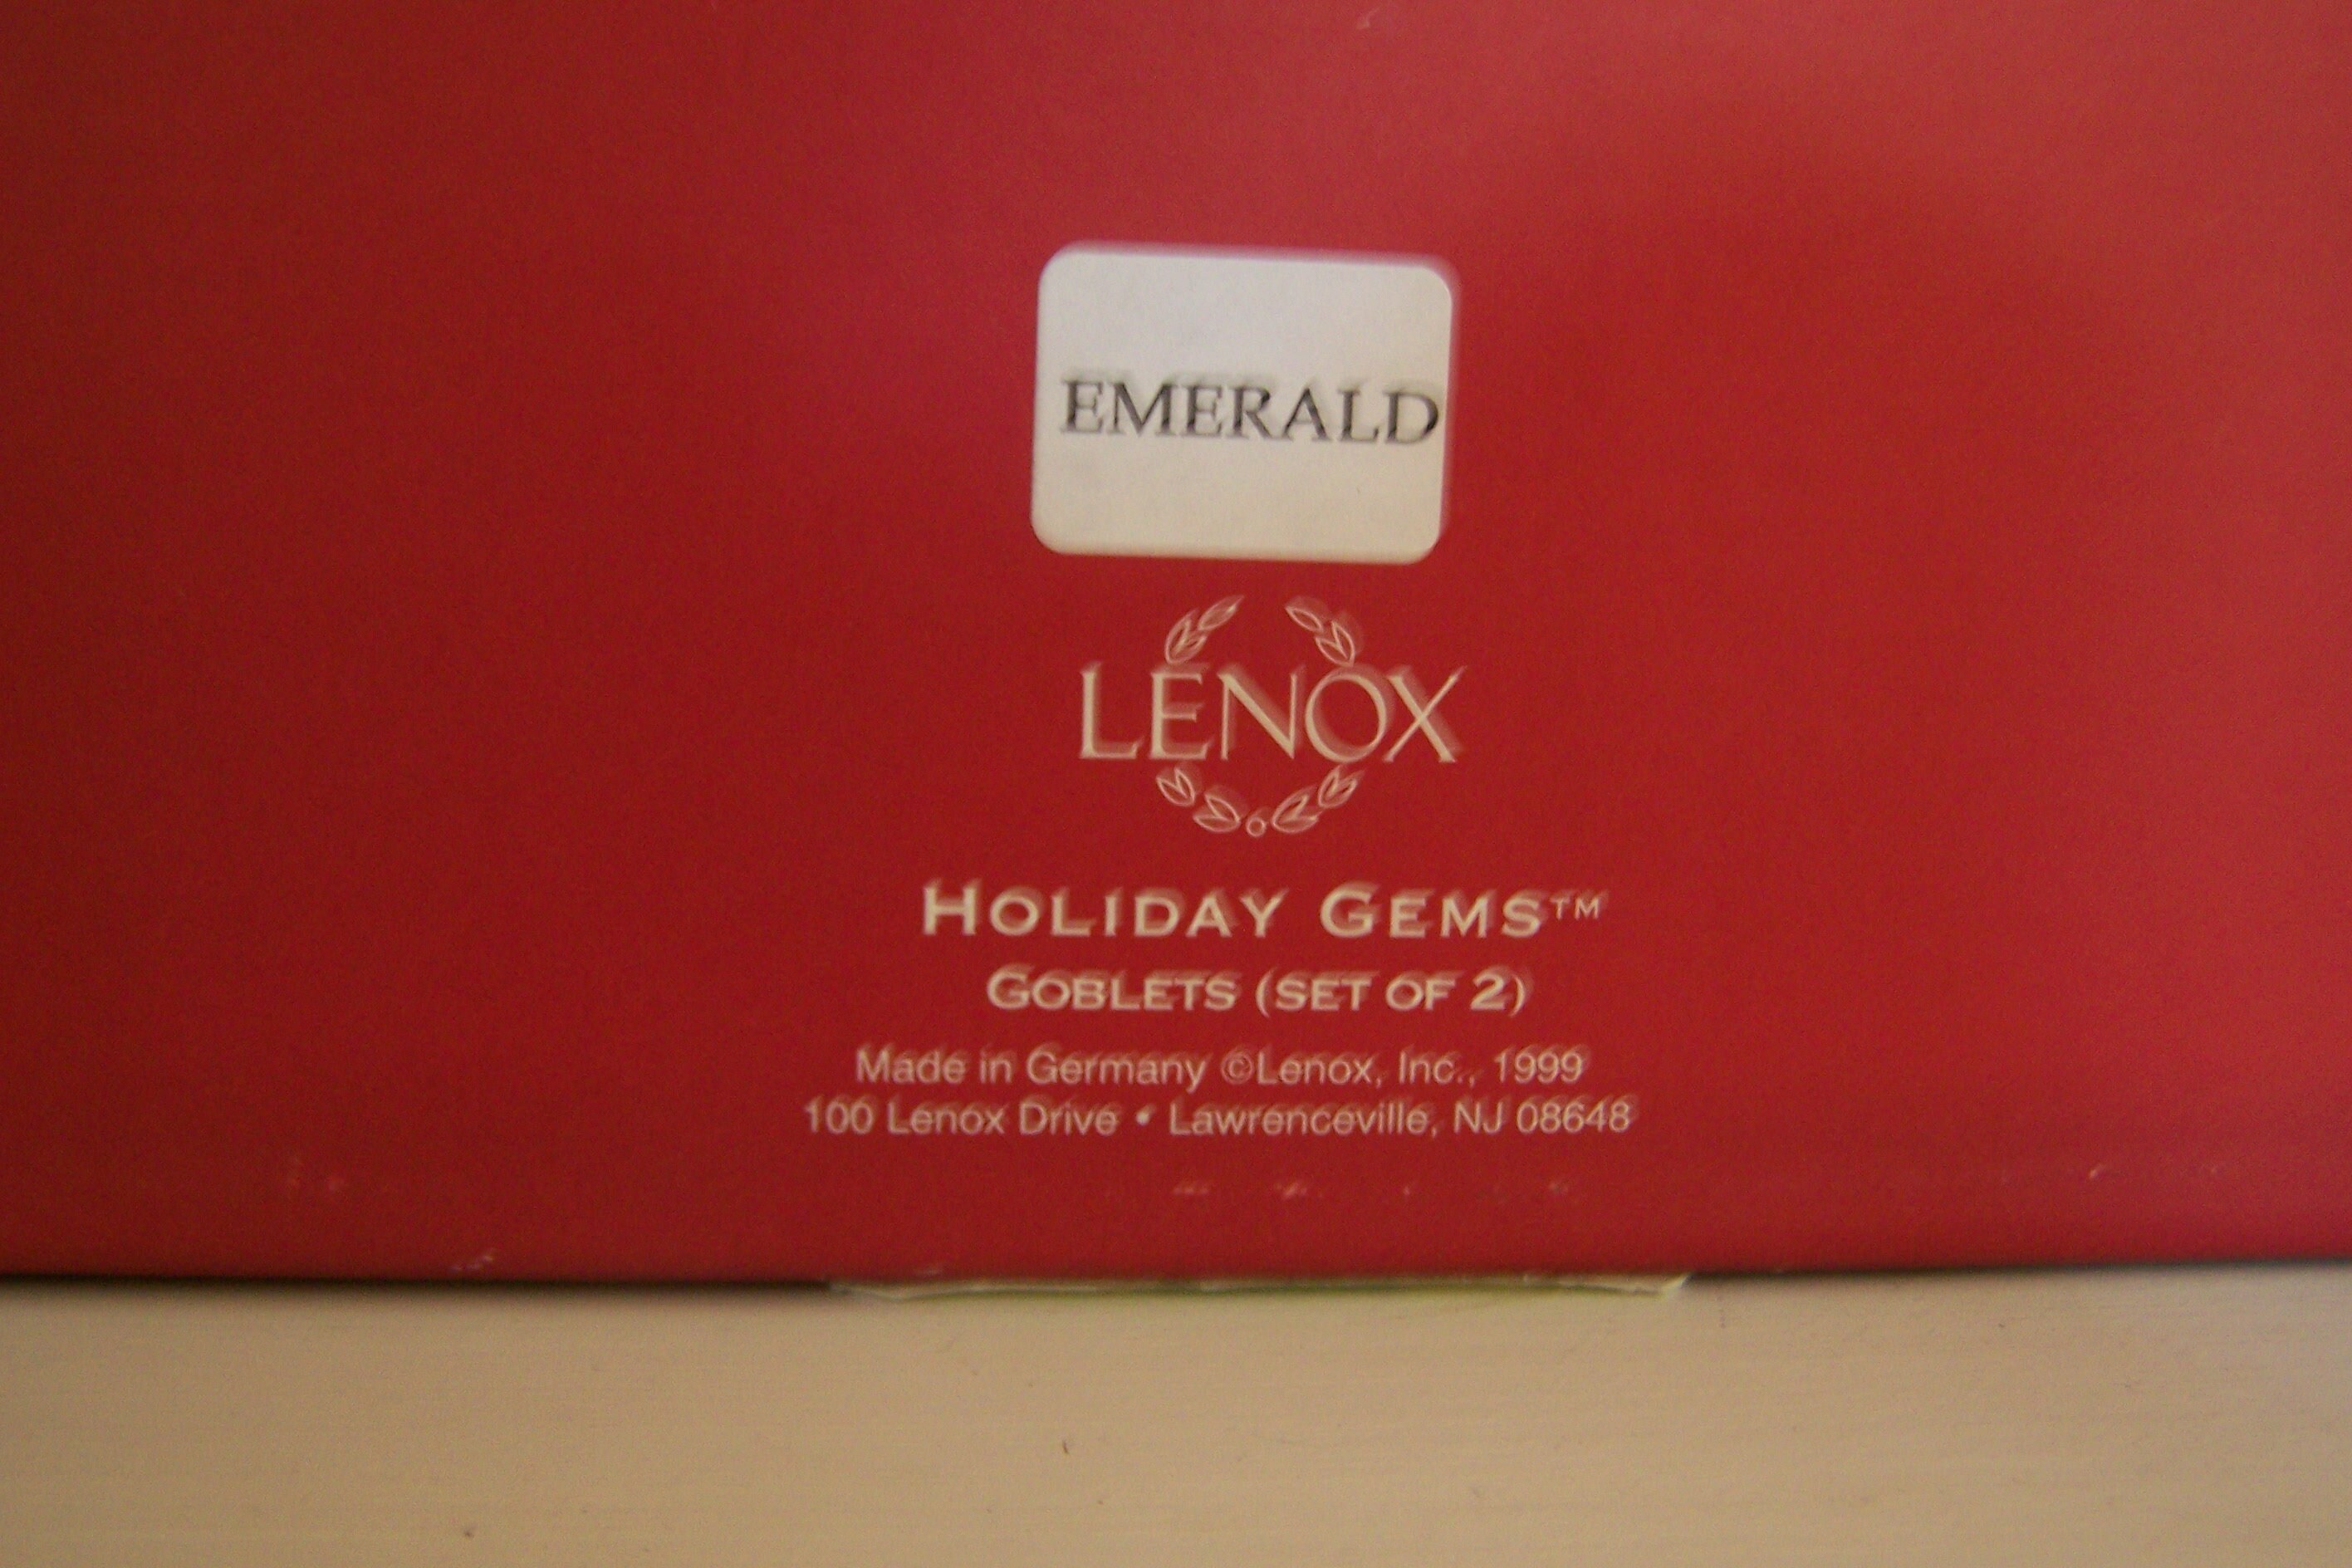 EMERALD
LENOX
HOLIDAY GEMS™
GOBLETS (SET OF 2)
Made in Germany ©Lenox, Inc., 1999
100 Lenox Drive • Lawrenceville, NJ 08648